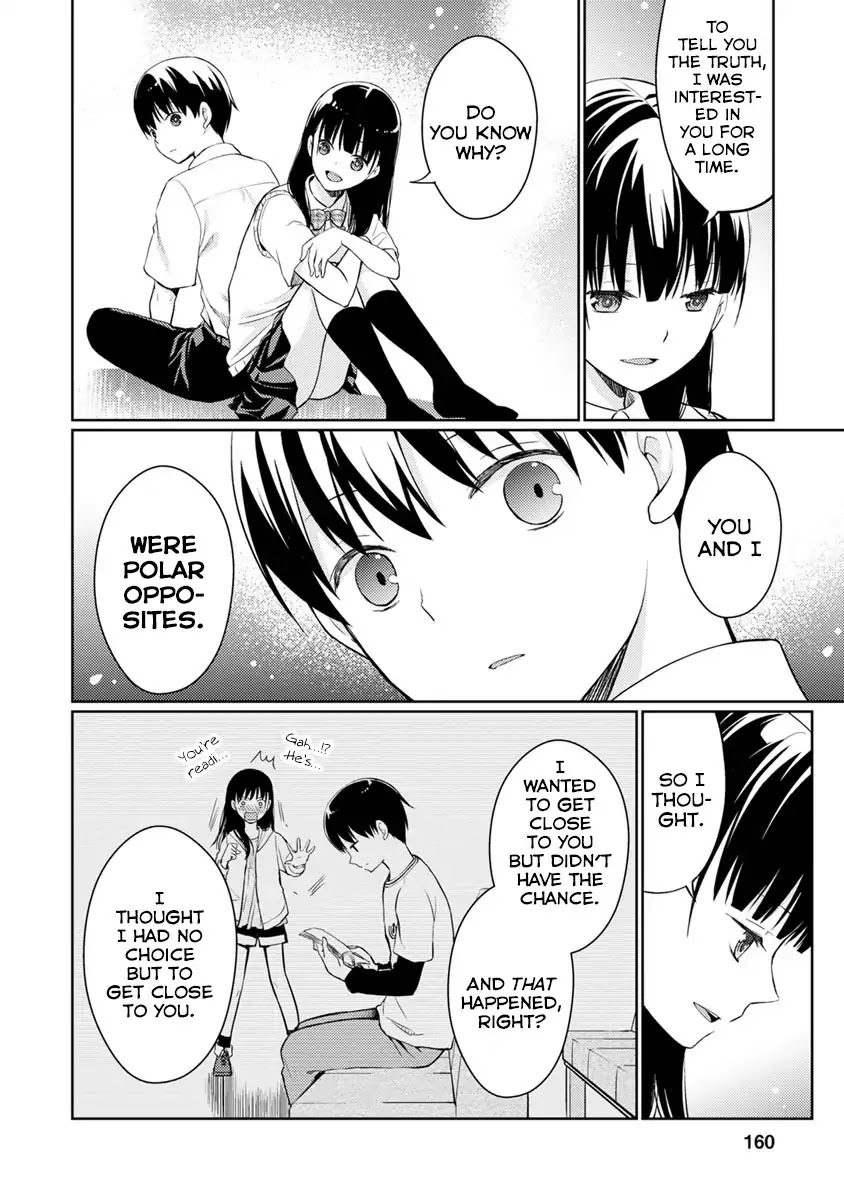 TO
TELL YOU
THE TRUTH,
I WAS
INTEREST-
ED IN
YOU FOR
A LONG
TIME.
DO
YOU KNOW
WHY?
YOU
AND I
WERE
POLAR
OPPO-
SITES.
SO I
THOU-
GHT.
I
WANTED
TO GET
CLOSE
TO YOU
BUT DIDN'T
HAVE THE
CHANCE.
AND THAT
HAPPENED,
RIGHT?
Gah...!?
He's...
You're
readi...
I
THOUGHT
I HAD NO
CHOICE
BUT TO
GET CLOSE
TO YOU.
160